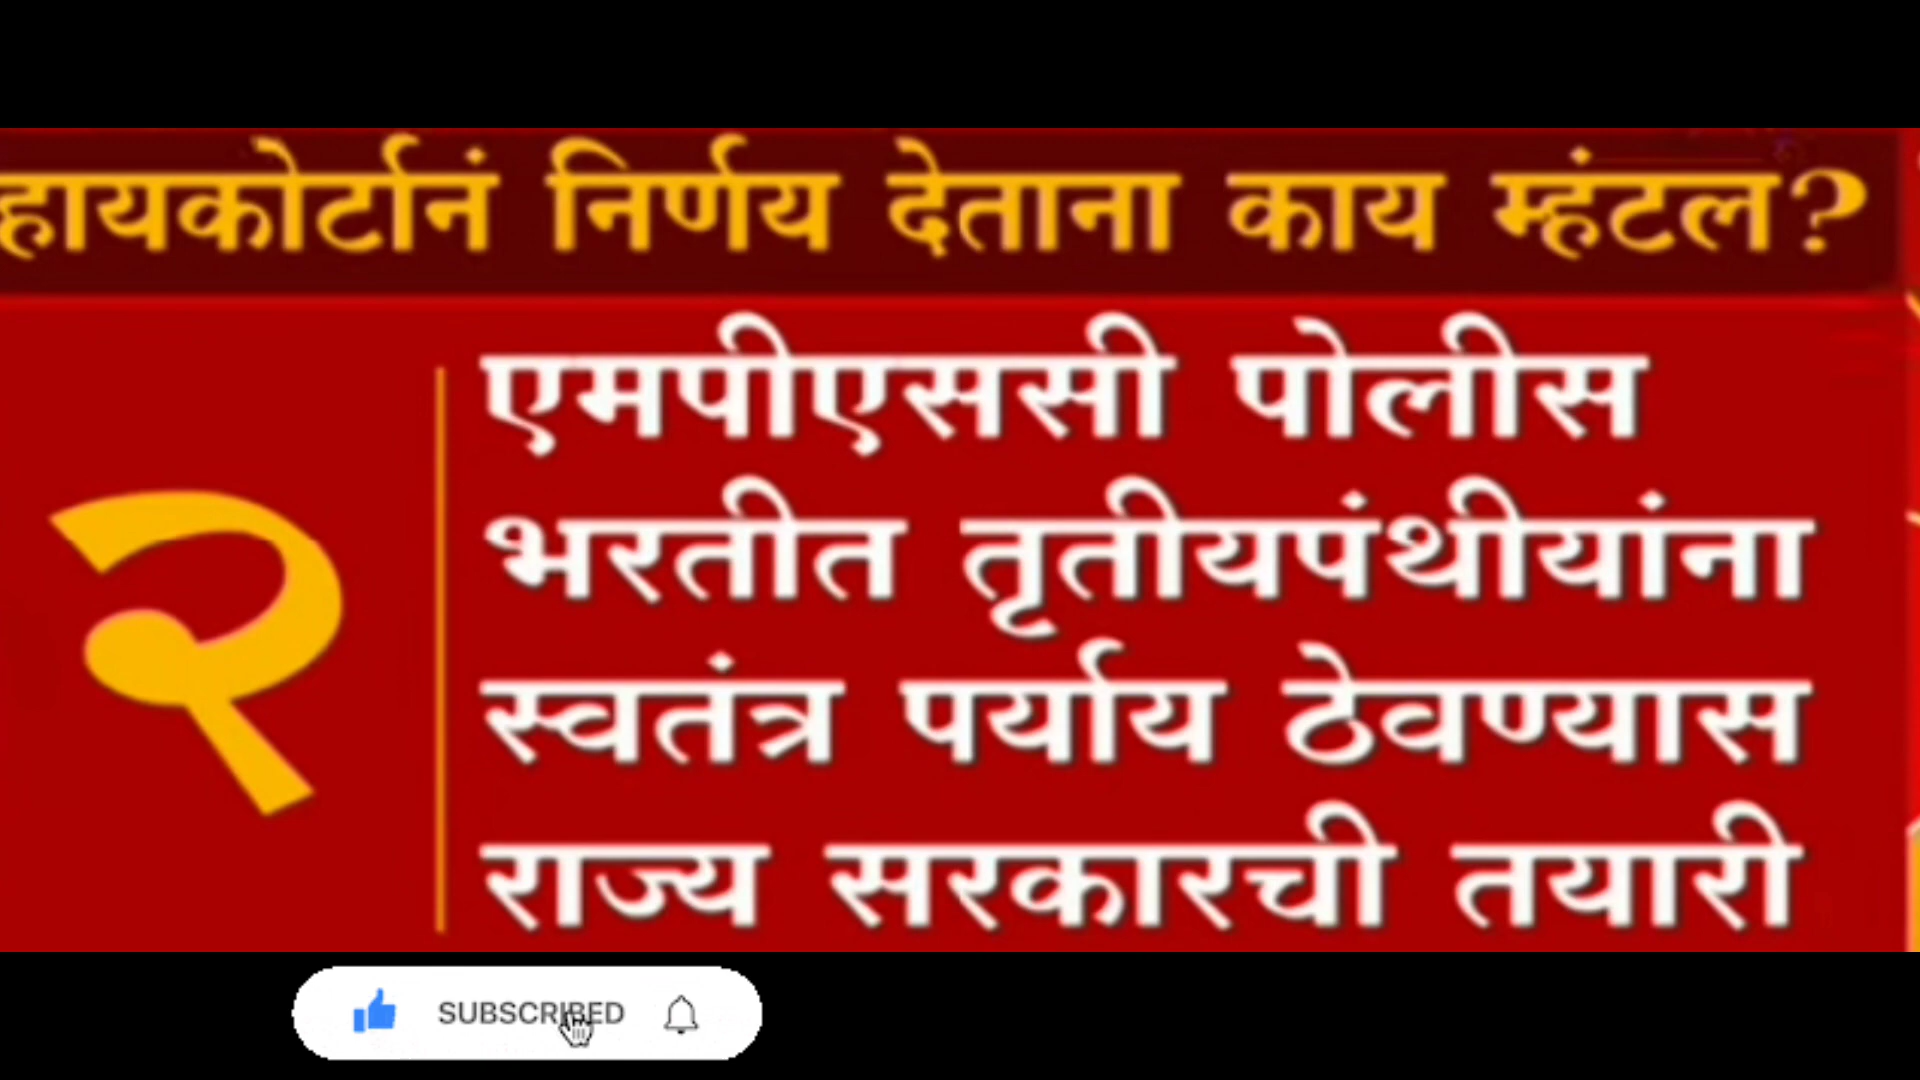 हायकोर्टानं निर्णय देताना काय म्हंटल?
२
एमपीएससी पोलीस
भरतीत तृतीयपंथीयांना
स्वतंत्र पर्याय ठेवण्यास
राज्य सरकारची तयारी
SUBSCRIBED